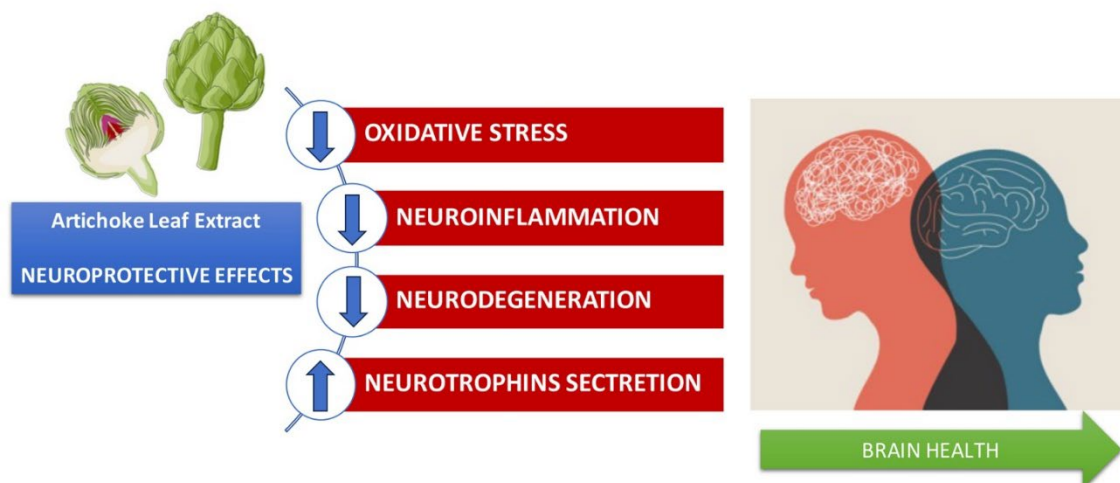 Artichoke Leaf Extract
NEUROPROTECTIVE EFFECTS
OXIDATIVE STRESS
NEUROINFLAMMATION
NEURODEGENERATION
NEUROTROPHINS SECTRETION
BRAIN HEALTH